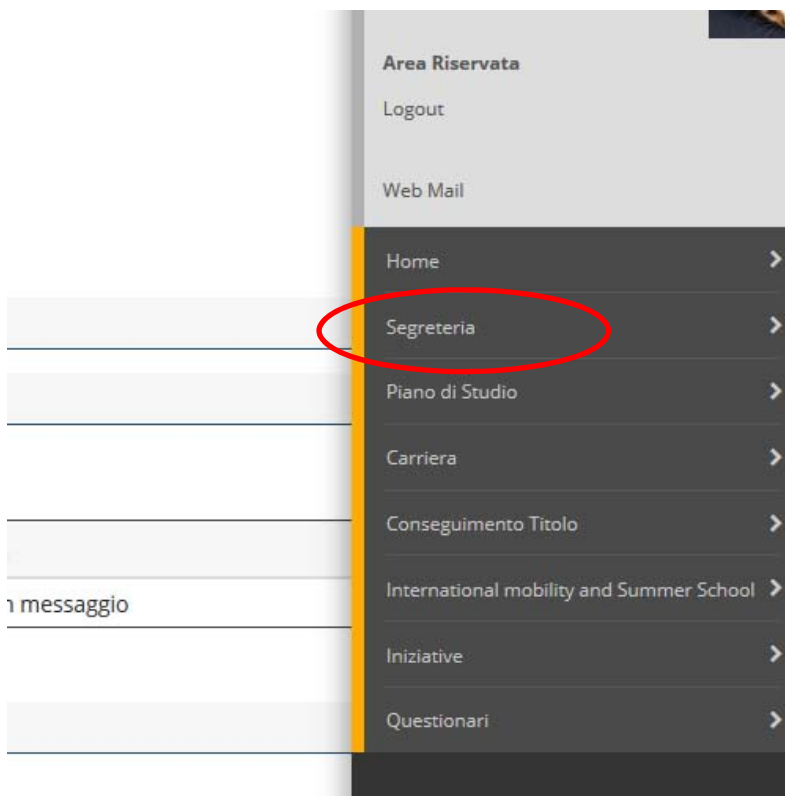 Area Riservata
Logout
Web Mail
Home
Segreteria
Piano di Studio
Carriera
Conseguimento Titolo
International mobility and Summer School
messaggio
Iniziative
Questionari